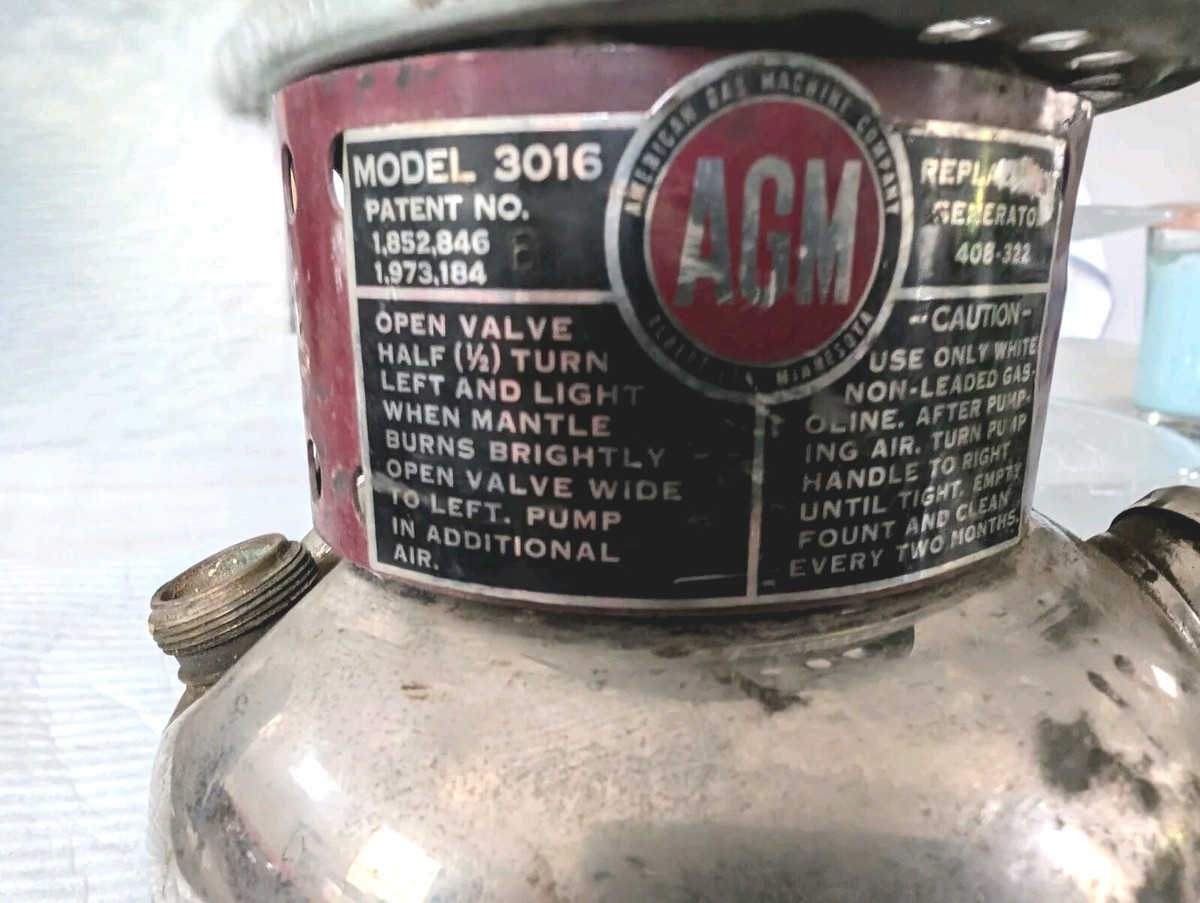 MODEL 3016
PATENT NO.
1,852,846
1,973,184
AMERICAN GAS MACHINE COMPANY
AGM
MINNESOTA
GENERATOR
408-322
OPEN VALVE
HALF (½) TURN
LEFT AND LIGHT
WHEN MANTLE
BURNS BRIGHTLY
OPEN VALVE WIDE
TO LEFT. PUMP
IN ADDITIONAL
AIR.
-CAUTION-
USE ONLY WHITE
NON-LEADED GAS-
OLINE. AFTER PUMP-
ING AIR. TURN PUMP
HANDLE TO RIGHT
UNTIL TIGHT. EMPTY
FOUNT AND CLEAN
EVERY TWO MONTHS.